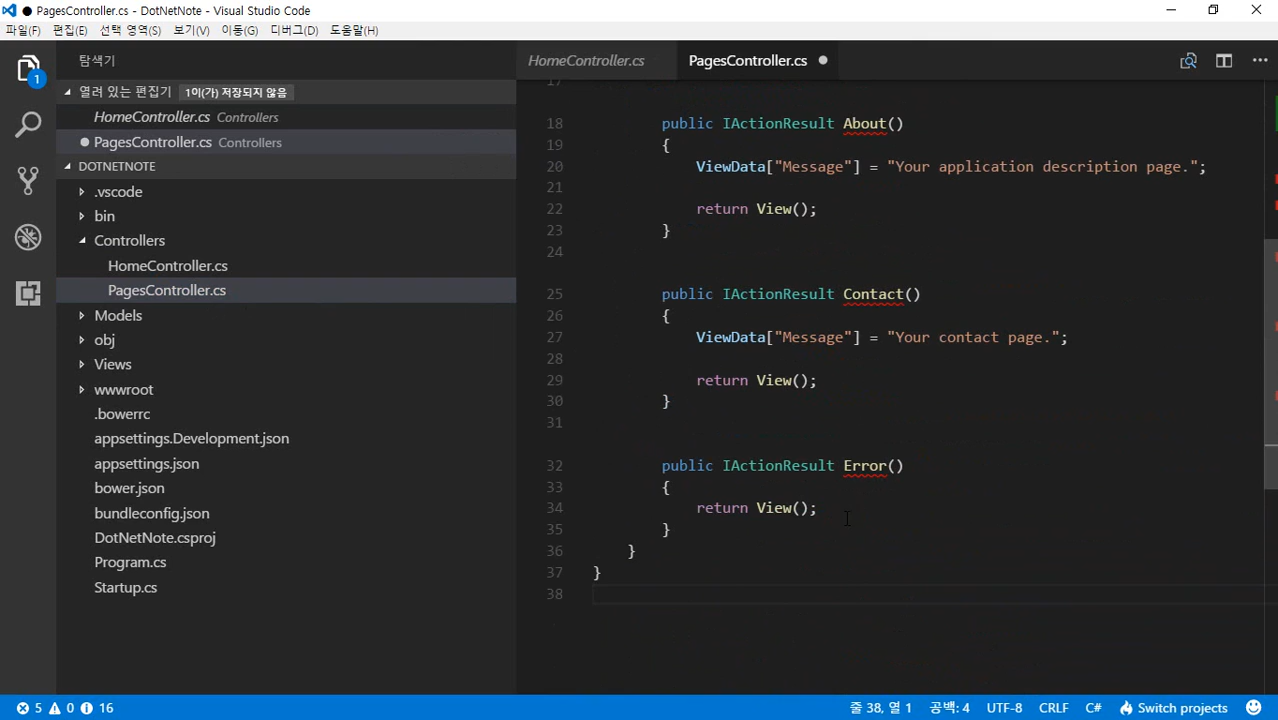 PagesController.cs - DotNetNote - Visual Studio Code
파일(F) 편집(E) 선택 영역(S) 보기(V) 이동(G) 디버그(D) 도움말(H)
탐색기
열려 있는 편집기 1이(가) 저장되지 않음
HomeController.cs Controllers
PagesController.cs Controllers
DOTNETNOTE
.vscode
bin
Controllers
HomeController.cs
PagesController.cs
Models
obj
Views
wwwroot
.bowerrc
appsettings.Development.json
appsettings.json
bower.json
bundleconfig.json
DotNetNote.csproj
Program.cs
Startup.cs
1
HomeController.cs PagesController.cs
17
18 public IActionResult About()
19 {
20 ViewData["Message"] = "Your application description page.";
21
22 return View();
23 }
24
25 public IActionResult Contact()
26 {
27 ViewData["Message"] = "Your contact page.";
28
29 return View();
30 }
31
32 public IActionResult Error()
33 {
34 return View();
35 }
36 }
37 }
38
5 0 16 줄 38, 열 1 공백: 4 UTF-8 CRLF C# Switch projects